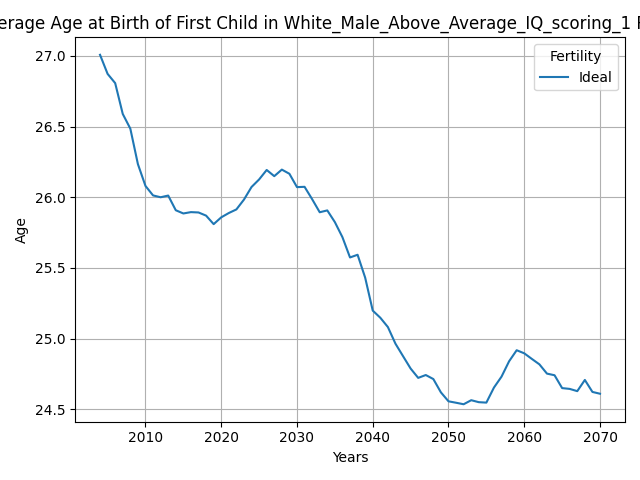 erage Age at Birth of First Child in White_Male_Above_Average_IQ_scoring_1
Fertility
Ideal
27.0
26.5
26.0
25.5
25.0
24.5
Age
2010 2020 2030 2040 2050 2060 2070
Years